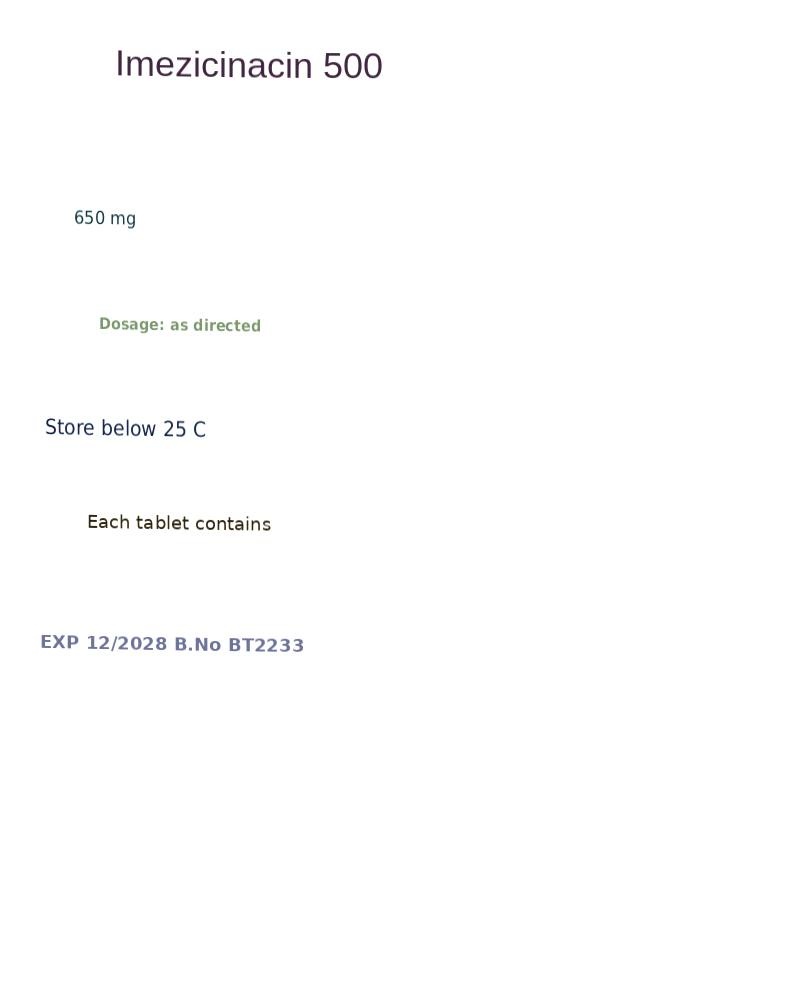 Imezicinacin 500
650 mg
Dosage: as directed
Store below 25 C
Each tablet contains
EXP 12/2028 B.No BT2233